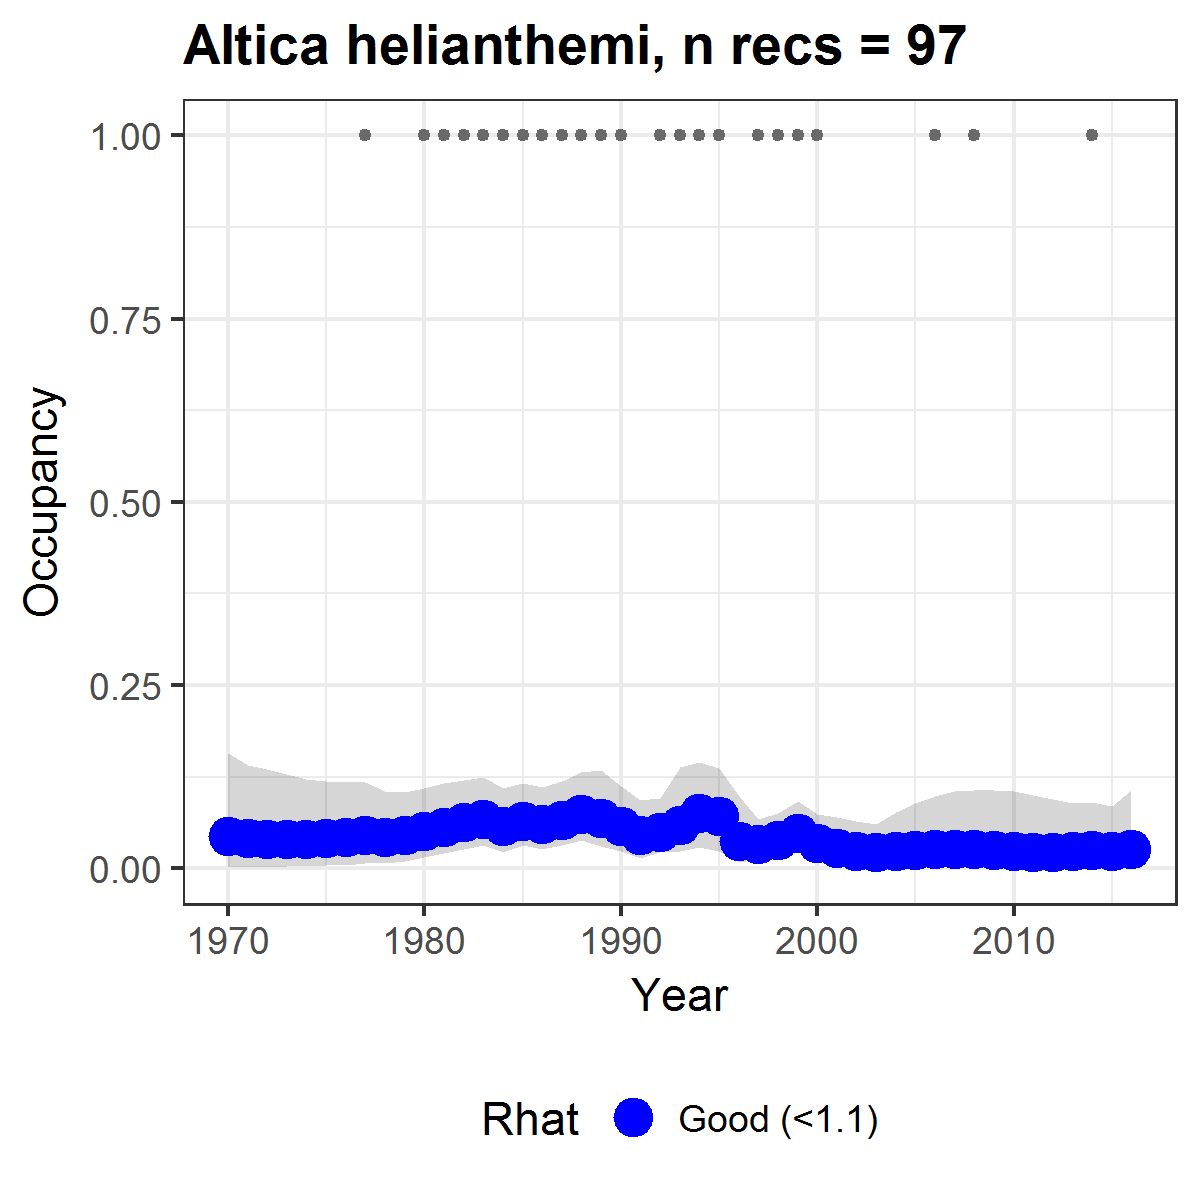 Altica helianthemi, n recs = 97
1.00
0.75
0.50
0.25
0.00
Occupancy
1970 1980 1990 2000 2010
Year
Rhat Good (<1.1)